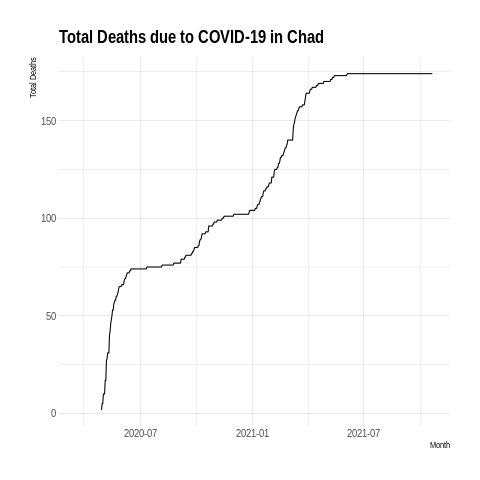 Total Deaths due to COVID-19 in Chad
Total Deaths
150
100
50
0
2020-07
2021-01
2021-07
Month